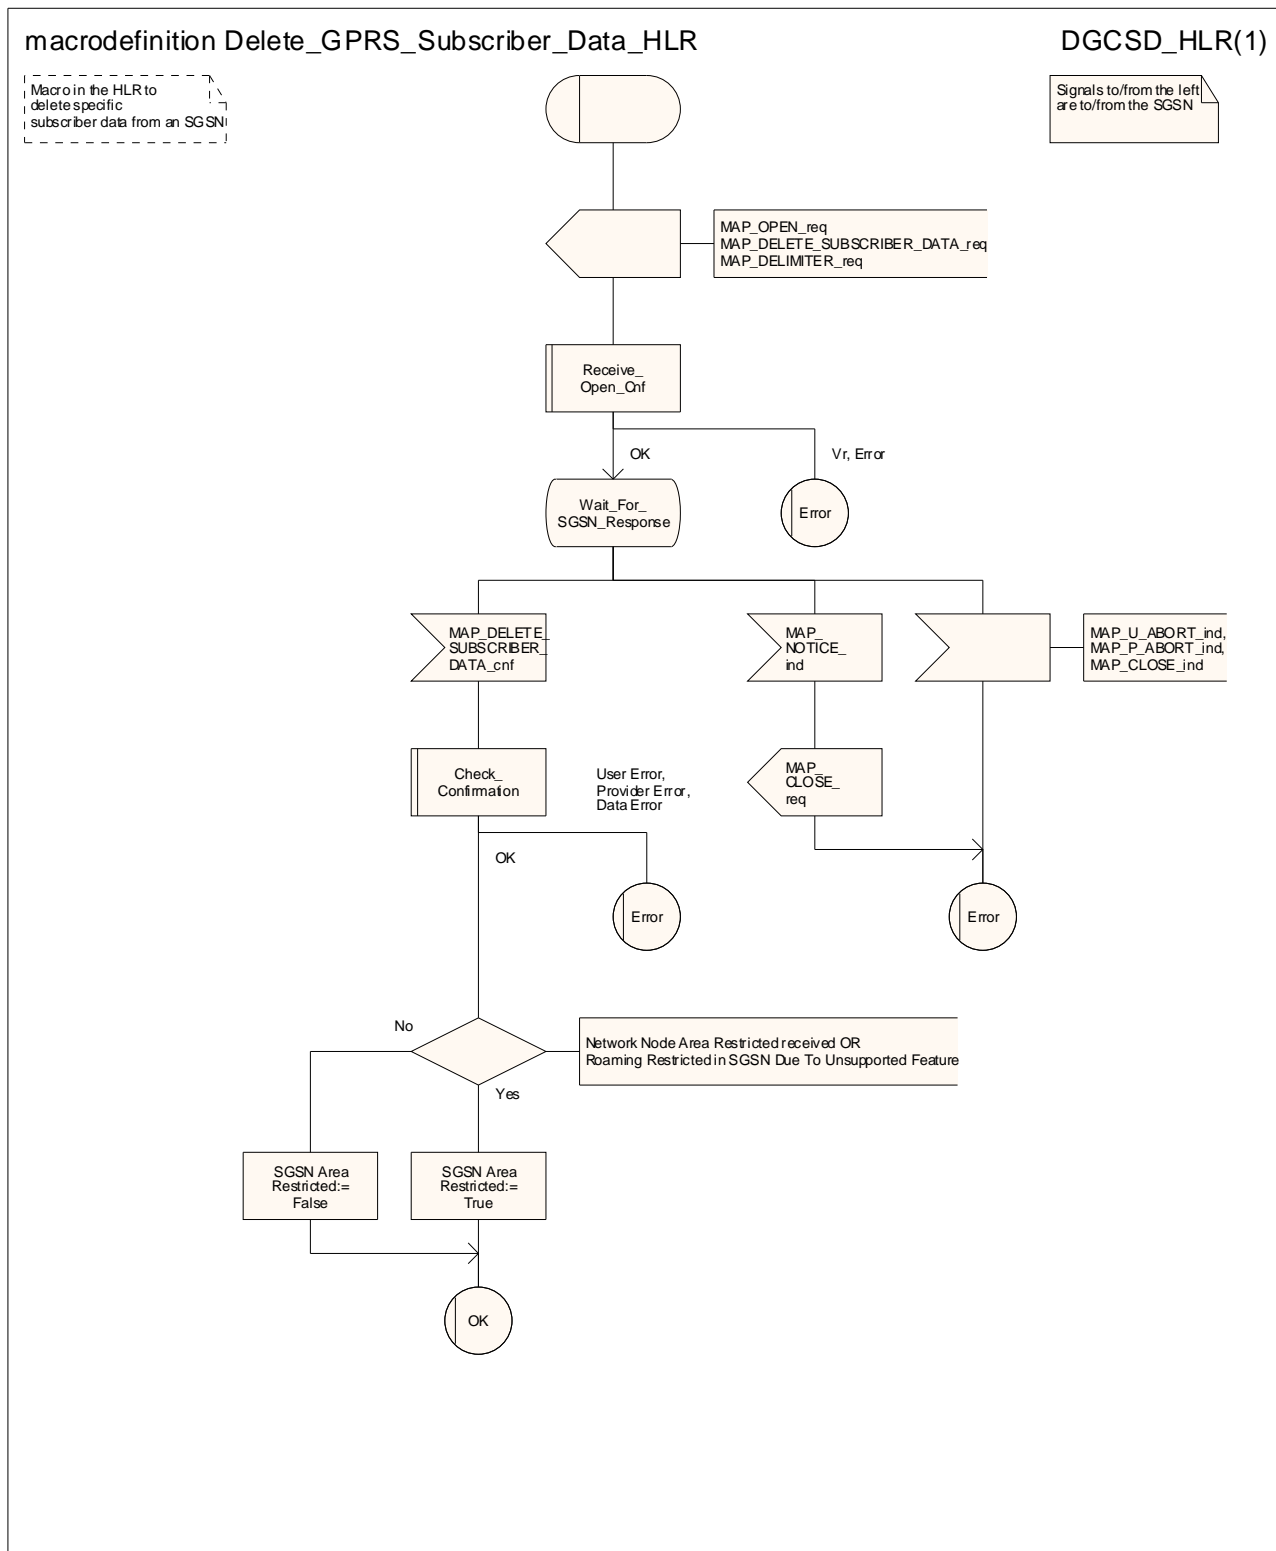 macrodefinition Delete_GPRS_Subscriber_Data_HLR
DGCSD_HLR(1)
Macro in the HLR to
delete specific
subscriber data from an SGSN
Signals to/from the left
are to/from the SGSN
MAP_OPEN_req
MAP_DELETE_SUBSCRIBER_DATA_req
MAP_DELIMITER_req
Receive_
Open_Cnf
OK
Vr, Error
Wait_For_
SGSN_Response
Error
MAP_DELETE_
SUBSCRIBER_
DATA_cnf
MAP_
NOTICE_
ind
MAP_U_ABORT_ind,
MAP_P_ABORT_ind,
MAP_CLOSE_ind
Check_
Confirmation
User Error,
Provider Error,
Data Error
MAP_
CLOSE_
req
OK
Error
Error
No
Network Node Area Restricted received OR
Roaming Restricted in SGSN Due To Unsupported Feature
Yes
SGSN Area
Restricted:=
False
SGSN Area
Restricted:=
True
OK